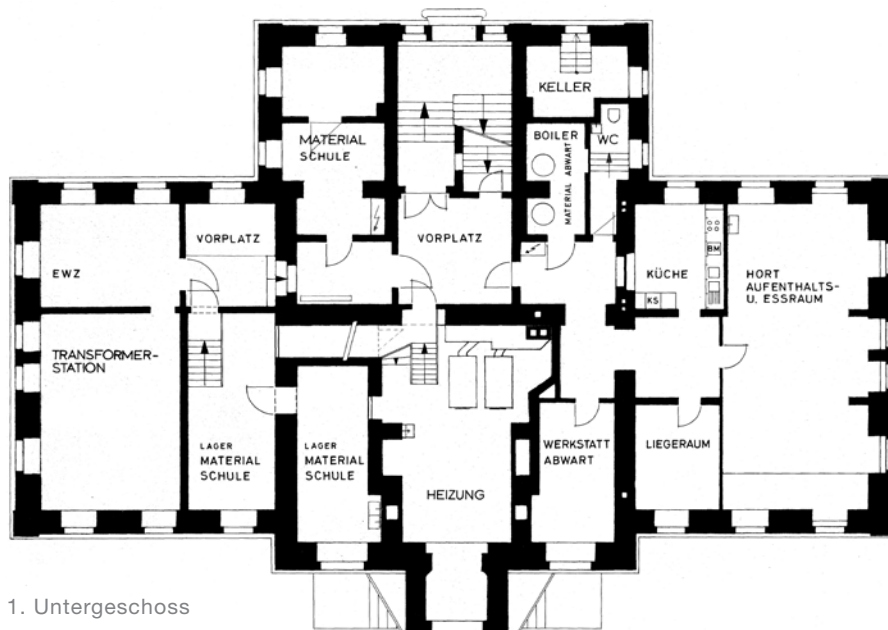 KELLER
MATERIAL
SCHULE
BOILER
MATERIAL ABWART
WC
VORPLATZ
VORPLATZ
EWZ
KÜCHE
BM
KS
HORT
AUFENTHALTS-
U. ESSRAUM
TRANSFORMER-
STATION
LAGER
MATERIAL
SCHULE
LAGER
MATERIAL
SCHULE
HEIZUNG
WERKSTATT
ABWART
LIEGERAUM
1. Untergeschoss